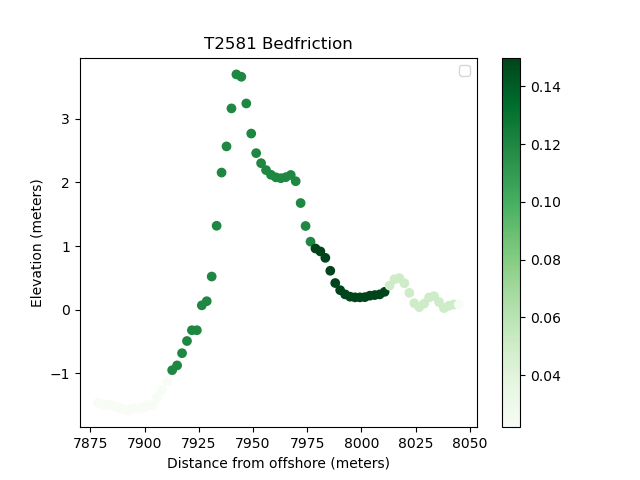 T2581 Bedfriction
Elevation (meters)
3
2
1
0
−1
7875 7900 7925 7950 7975 8000 8025 8050
Distance from offshore (meters)
0.14
0.12
0.10
0.08
0.06
0.04